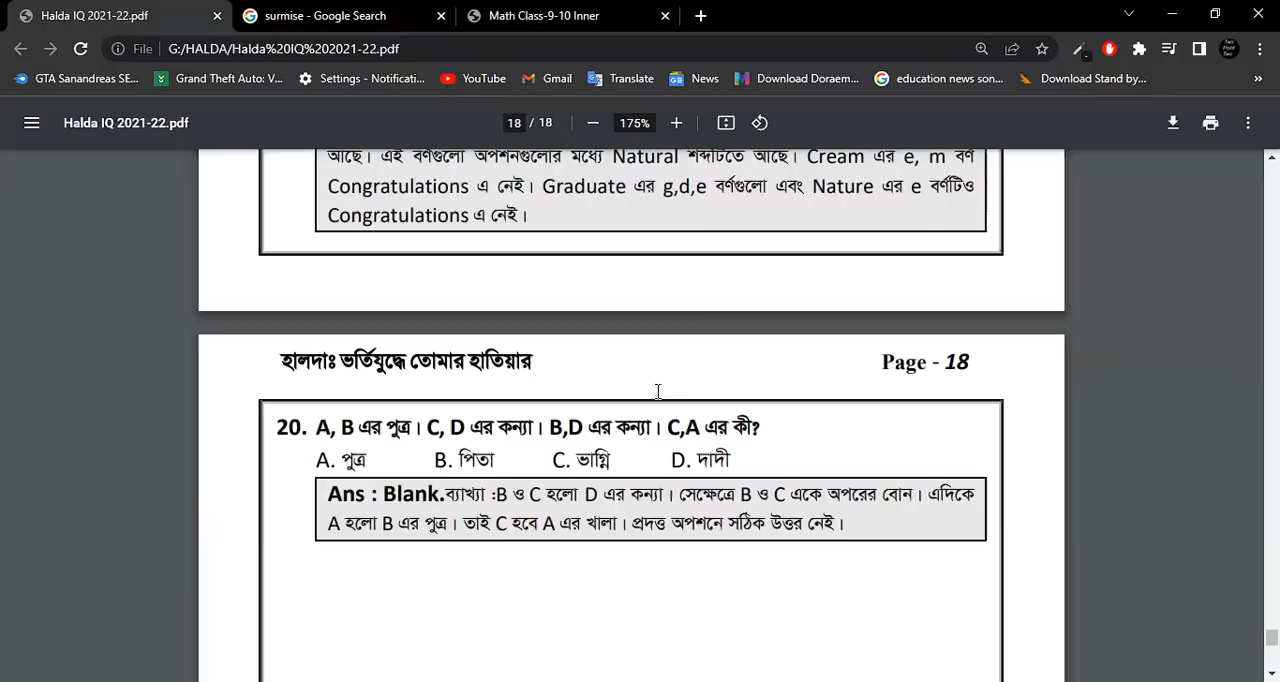 Halda IQ 2021-22.pdf
surmise - Google Search
Math Class-9-10 Inner
File
G:/HALDA/Halda%20IQ%202021-22.pdf
Two Point Two
GTA Sanandreas SE...
Grand Theft Auto: V...
Settings - Notificati...
YouTube
Gmail
Translate
News
Download Doraem...
education news son...
Download Stand by...
»
Halda IQ 2021-22.pdf
18 / 18
175%
আছে। এই বর্ণগুলো অপশনগুলোর মধ্যে Natural শব্দটিতে আছে। Cream এর e, m বর্ণ
Congratulations এ নেই। Graduate এর g,d,e বর্ণগুলো এবং Nature এর e বর্ণটিও
Congratulations এ নেই।
হালদাঃ ভর্তিযুদ্ধে তোমার হাতিয়ার
Page - 18
20. A, B এর পুত্র। C, D এর কন্যা। B,D এর কন্যা। C,A এর কী?
A. পুত্র B. পিতা C. ভাগ্নি D. দাদী
Ans : Blank.ব্যাখ্যা :B ও C হলো D এর কন্যা। সেক্ষেত্রে B ও C একে অপরের বোন। এদিকে
A হলো B এর পুত্র। তাই C হবে A এর খালা। প্রদত্ত অপশনে সঠিক উত্তর নেই।